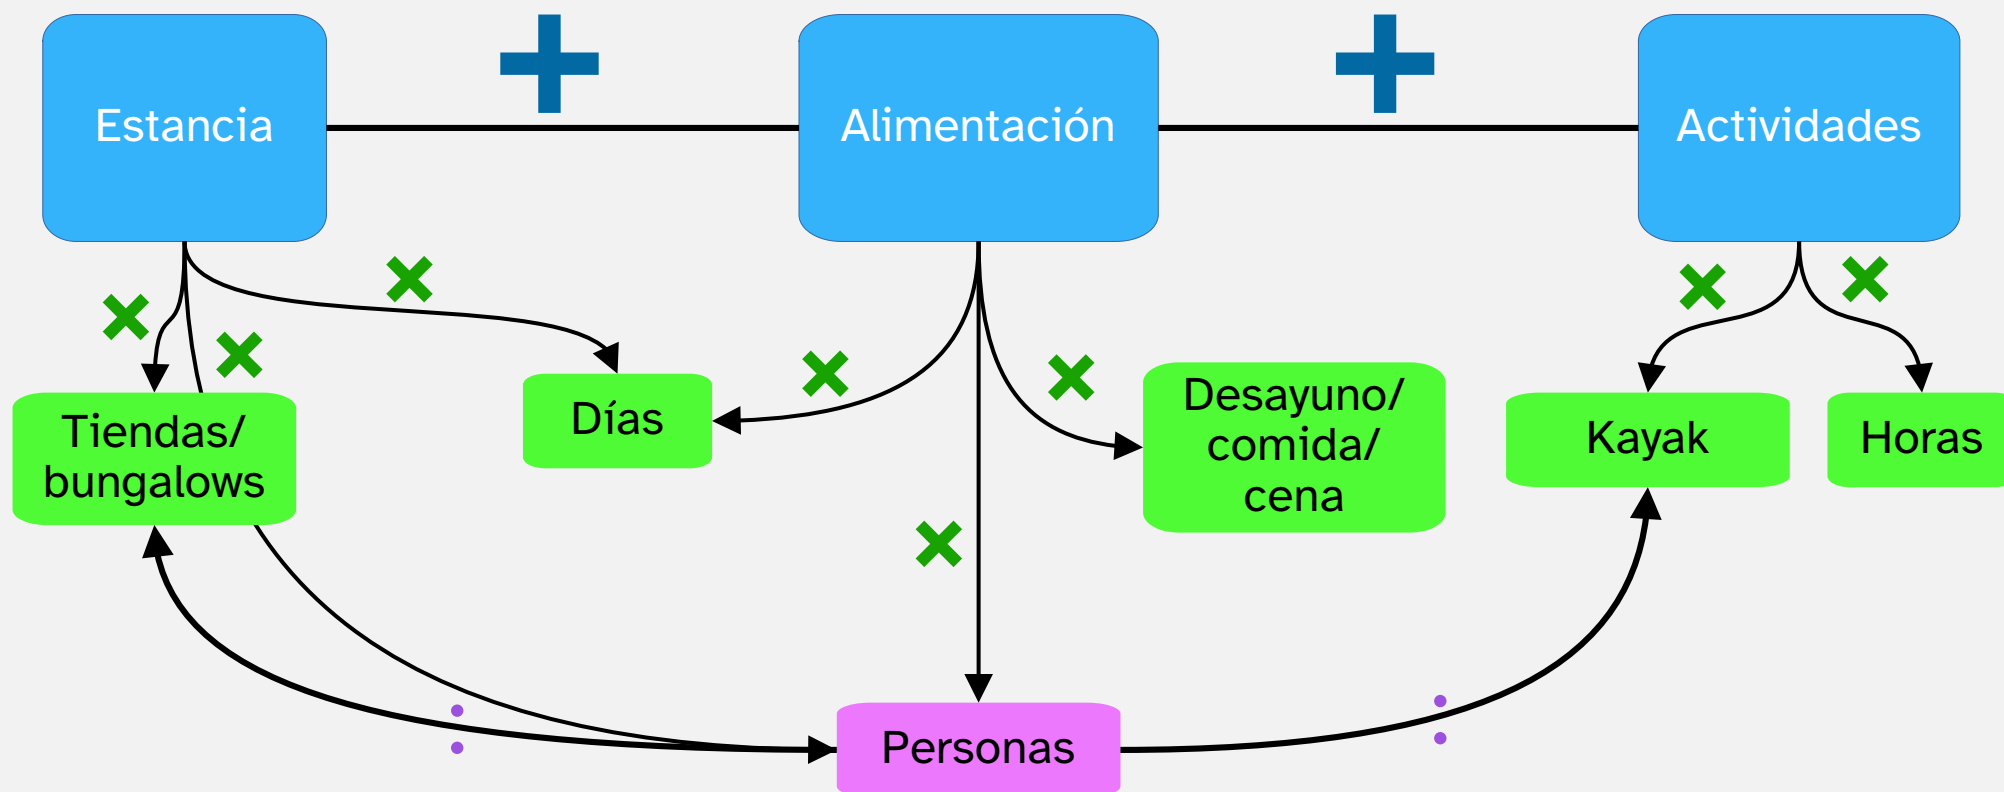 Estancia
Alimentación
Actividades
Tiendas/
bungalows
Días
Desayuno/
comida/
cena
Kayak
Horas
Personas